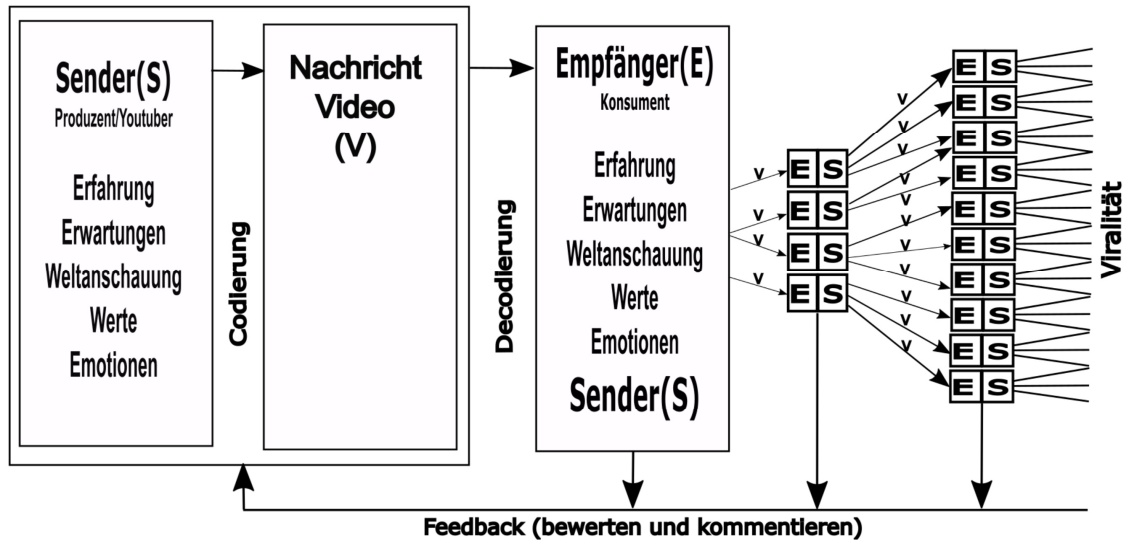 Sender(S)
Produzent/Youtuber
Erfahrung
Erwartungen
Weltanschauung
Werte
Emotionen
Codierung
Nachricht
Video
(V)
Decodierung
Empfänger(E)
Konsument
Erfahrung
Erwartungen
Weltanschauung
Werte
Emotionen
Sender(S)
V
V
V
V
E S
E S
E S
E S
V
V
V
V
V
V
V
V
V
V
V
E S
E S
E S
E S
E S
E S
E S
E S
E S
E S
Viralität
Feedback (bewerten und kommentieren)